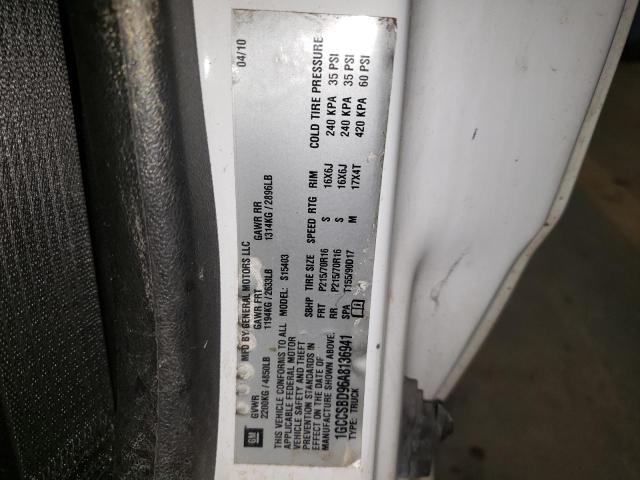 GM
MFD BY GENERAL MOTORS LLC
04/10
GVWR GAWR FRT GAWR RR
2200KG / 4850LB 1194KG / 2633LB 1314KG / 2896LB
THIS VEHICLE CONFORMS TO ALL
APPLICABLE FEDERAL MOTOR
VEHICLE SAFETY AND THEFT
PREVENTION STANDARDS IN
EFFECT ON THE DATE OF
MANUFACTURE SHOWN ABOVE.
1GCCSBD96A8136941
TYPE: TRUCK
MODEL: S15403
SBHP TIRE SIZE SPEED RTG RIM COLD TIRE PRESSURE
FRT P215/70R16 S 16X6J 240 KPA 35 PSI
RR P215/70R16 S 16X6J 240 KPA 35 PSI
SPA T155/90D17 M 17X4T 420 KPA 60 PSI